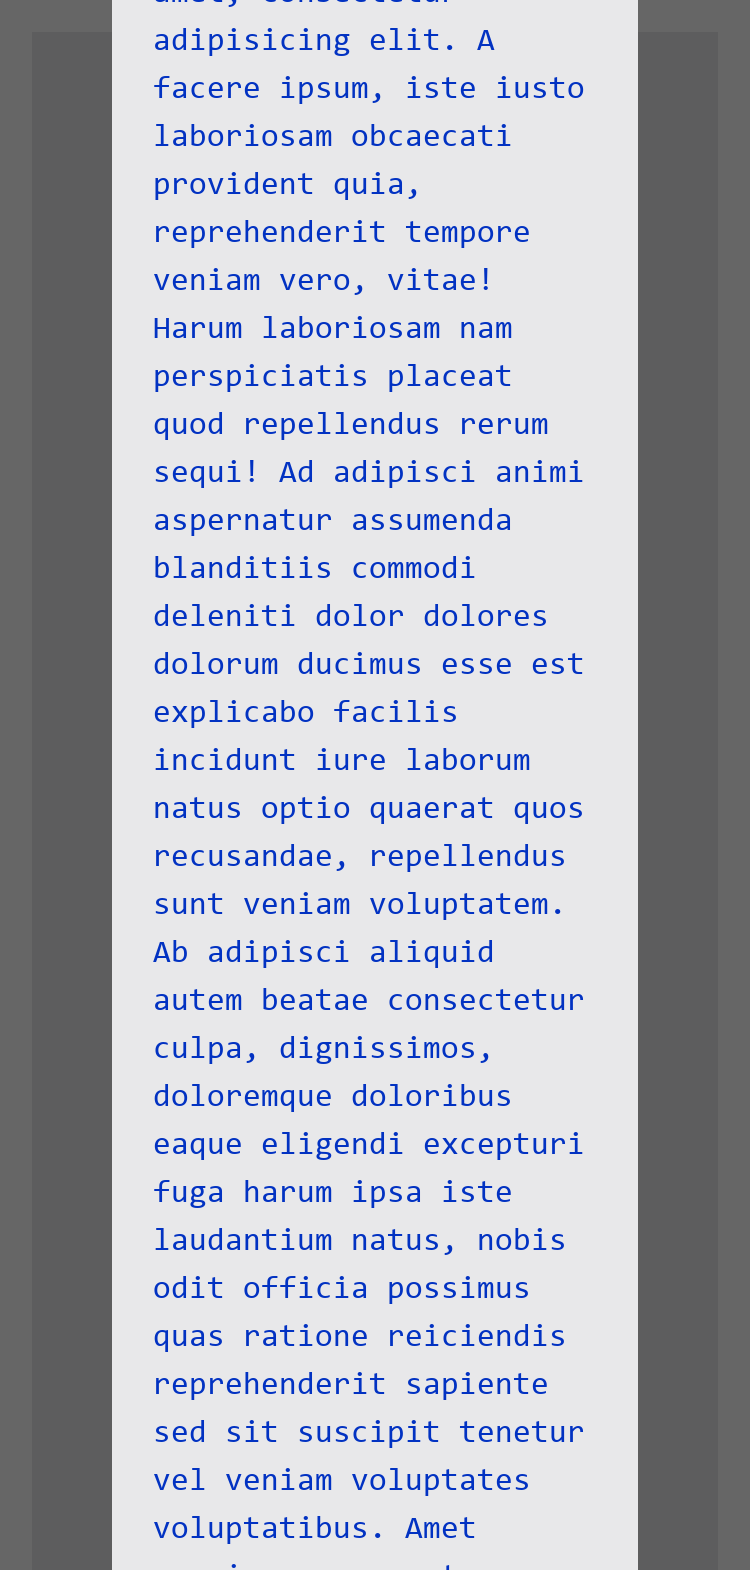 adipisicing elit. A
facere ipsum, iste iusto
laboriosam obcaecati
provident quia,
reprehenderit tempore
veniam vero, vitae!
Harum laboriosam nam
perspiciatis placeat
quod repellendus rerum
sequi! Ad adipisci animi
aspernatur assumenda
blanditiis commodi
deleniti dolor dolores
dolorum ducimus esse est
explicabo facilis
incidunt iure laborum
natus optio quaerat quos
recusandae, repellendus
sunt veniam voluptatem.
Ab adipisci aliquid
autem beatae consectetur
culpa, dignissimos,
doloremque doloribus
eaque eligendi excepturi
fuga harum ipsa iste
laudantium natus, nobis
odit officia possimus
quas ratione reiciendis
reprehenderit sapiente
sed sit suscipit tenetur
vel veniam voluptates
voluptatibus. Amet